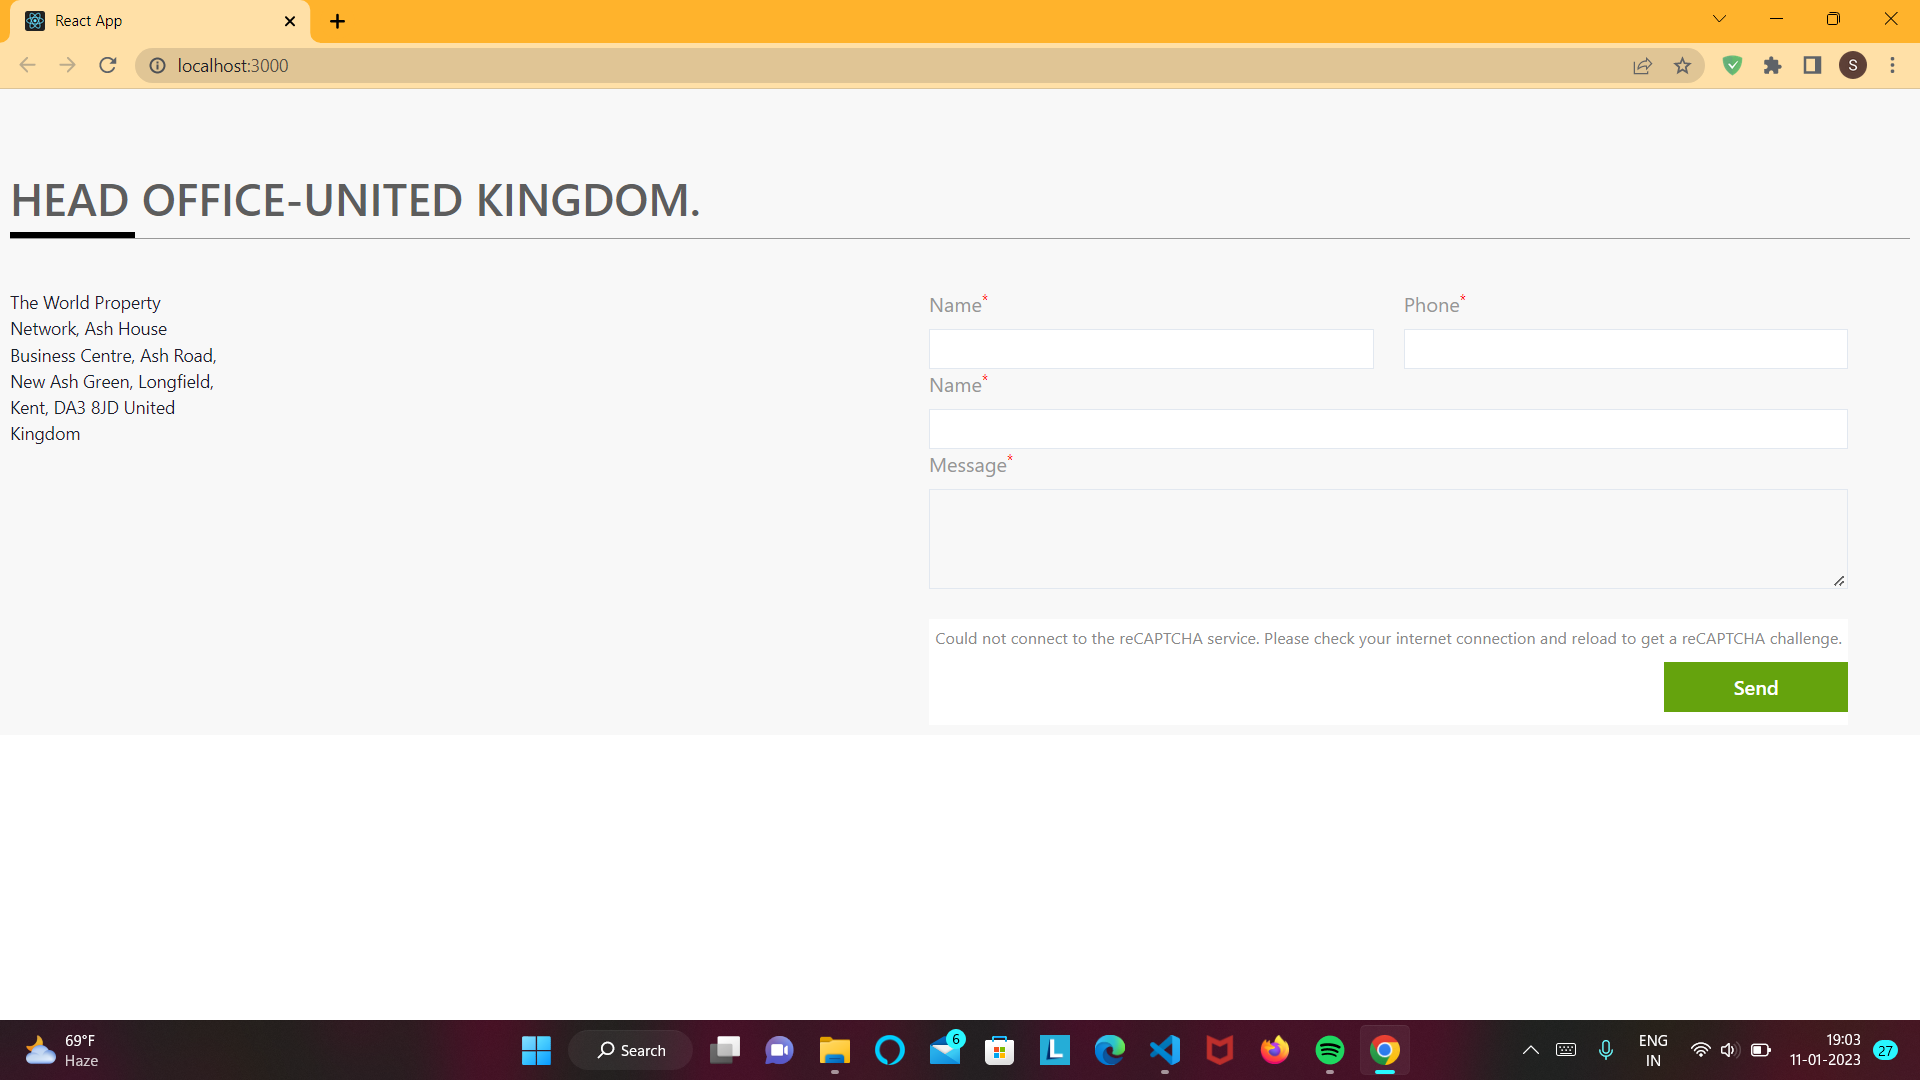 React App
localhost:3000
S
HEAD OFFICE-UNITED KINGDOM.
The World Property
Network, Ash House
Business Centre, Ash Road,
New Ash Green, Longfield,
Kent, DA3 8JD United
Kingdom
Name*
Phone*
Name*
Message*
Could not connect to the reCAPTCHA service. Please check your internet connection and reload to get a reCAPTCHA challenge.
Send
69°F
Haze
Search
6
L
ENG
IN
19:03
11-01-2023
27